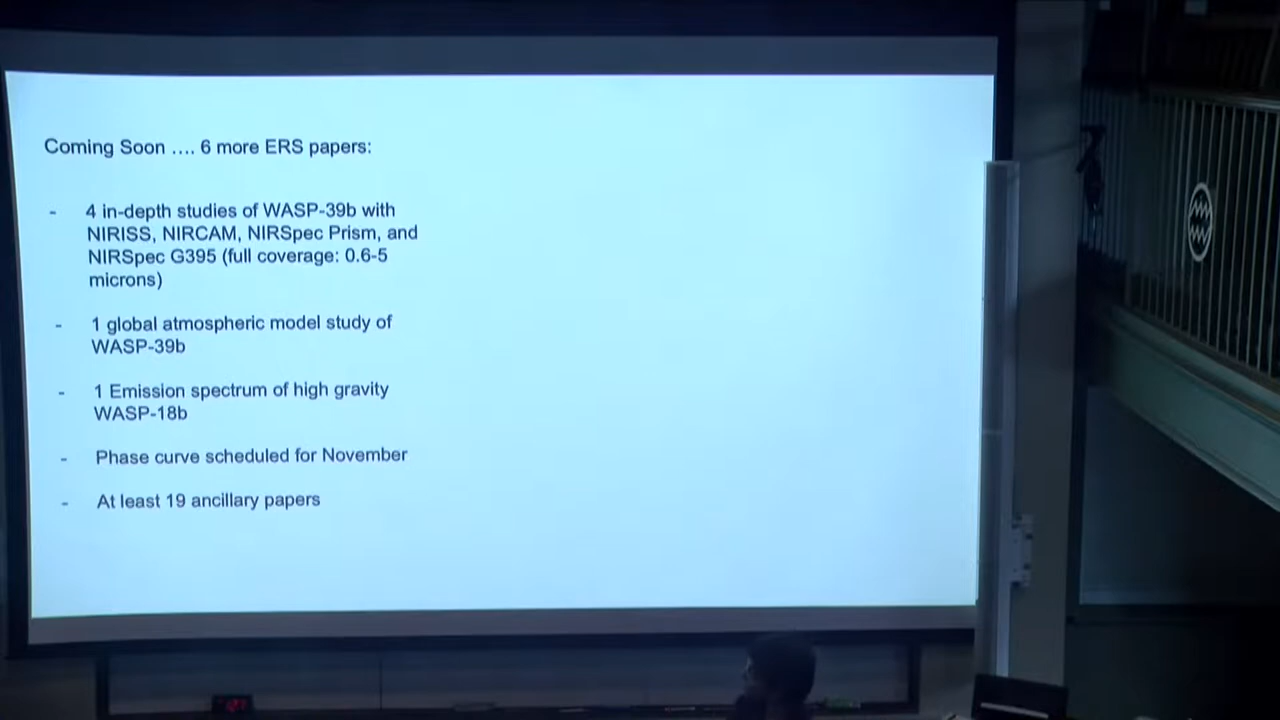 Coming Soon .... 6 more ERS papers:
- 4 in-depth studies of WASP-39b with
NIRISS, NIRCAM, NIRSpec Prism, and
NIRSpec G395 (full coverage: 0.6-5
microns)
- 1 global atmospheric model study of
WASP-39b
- 1 Emission spectrum of high gravity
WASP-18b
- Phase curve scheduled for November
- At least 19 ancillary papers